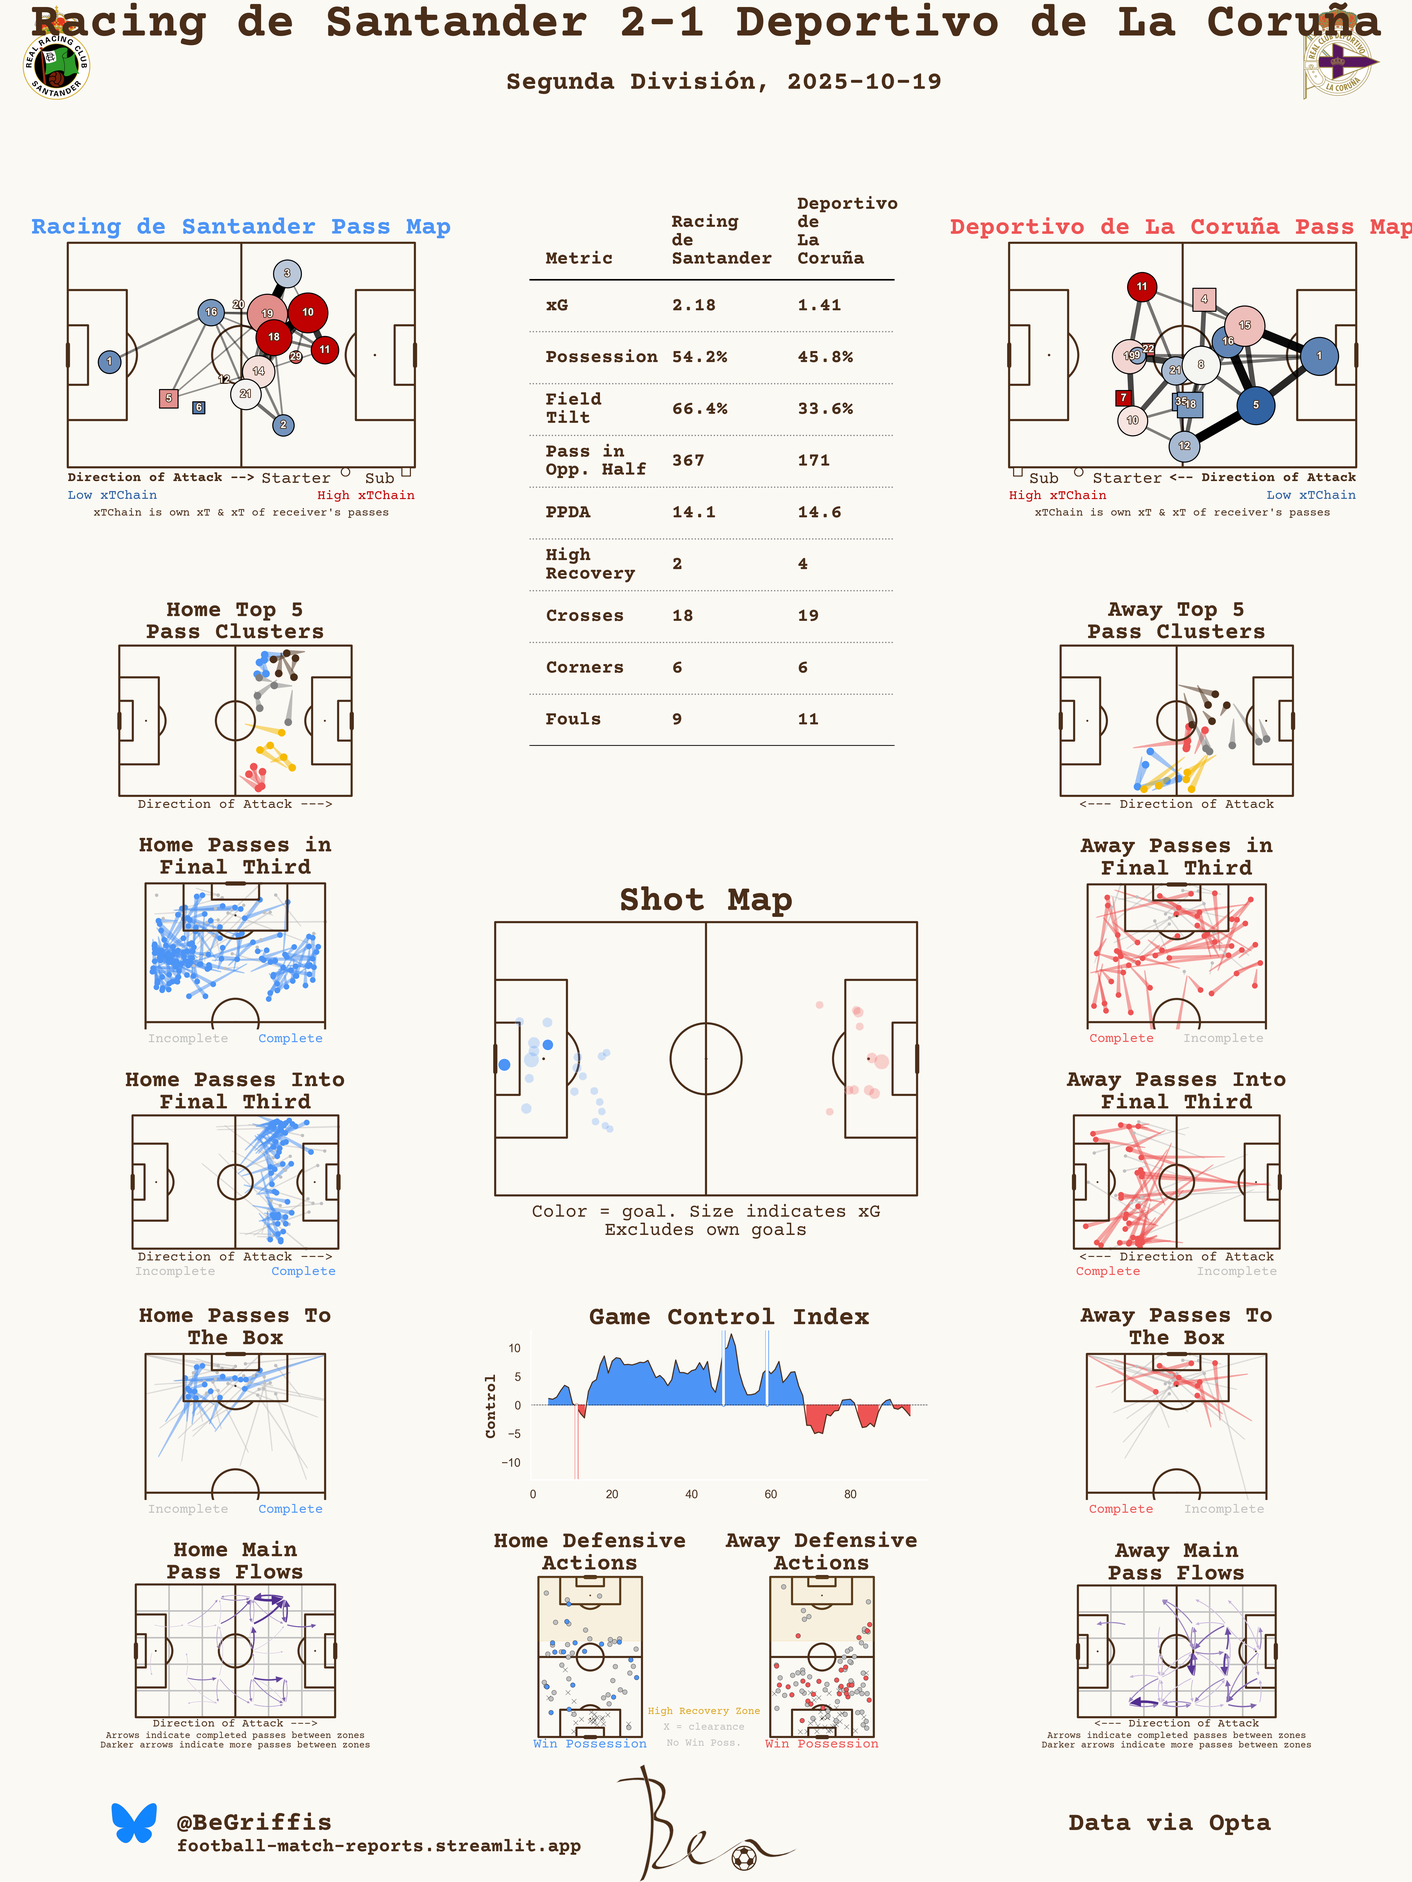 Racing de Santander 2-1 Deportivo de La Coruña
REAL RACING CLUB
SANTANDER
REAL CLUB DEPORTIVO
LA CORUÑA
Segunda División, 2025-10-19
Racing de Santander Pass Map
3
16
20
19
10
18
11
29
1
14
12
21
5
6
2
Direction of Attack --> Starter Sub
Low xTChain High xTChain
xTChain is own xT & xT of receiver's passes
Metric Racing de Santander Deportivo de La Coruña
xG 2.18 1.41
Possession 54.2% 45.8%
Field Tilt 66.4% 33.6%
Pass in Opp. Half 367 171
PPDA 14.1 14.6
High Recovery 2 4
Crosses 18 19
Corners 6 6
Fouls 9 11
Deportivo de La Coruña Pass Map
11
4
15
16
22
1
8
21
7
35
18
5
10
12
Sub Starter <-- Direction of Attack
High xTChain Low xTChain
xTChain is own xT & xT of receiver's passes
Home Top 5
Pass Clusters
Direction of Attack --->
Away Top 5
Pass Clusters
<--- Direction of Attack
Home Passes in
Final Third
Incomplete Complete
Away Passes in
Final Third
Complete Incomplete
Shot Map
Color = goal. Size indicates xG
Excludes own goals
Home Passes Into
Final Third
Direction of Attack --->
Incomplete Complete
Away Passes Into
Final Third
<--- Direction of Attack
Complete Incomplete
Home Passes To
The Box
Incomplete Complete
Game Control Index
Control
10
5
0
−5
−10
0 20 40 60 80
Away Passes To
The Box
Complete Incomplete
Home Main
Pass Flows
Direction of Attack --->
Arrows indicate completed passes between zones
Darker arrows indicate more passes between zones
Home Defensive
Actions
Win Possession
High Recovery Zone
X = clearance
No Win Poss.
Away Defensive
Actions
Win Possession
Away Main
Pass Flows
<--- Direction of Attack
Arrows indicate completed passes between zones
Darker arrows indicate more passes between zones
@BeGriffis
football-match-reports.streamlit.app
Ben
Data via Opta